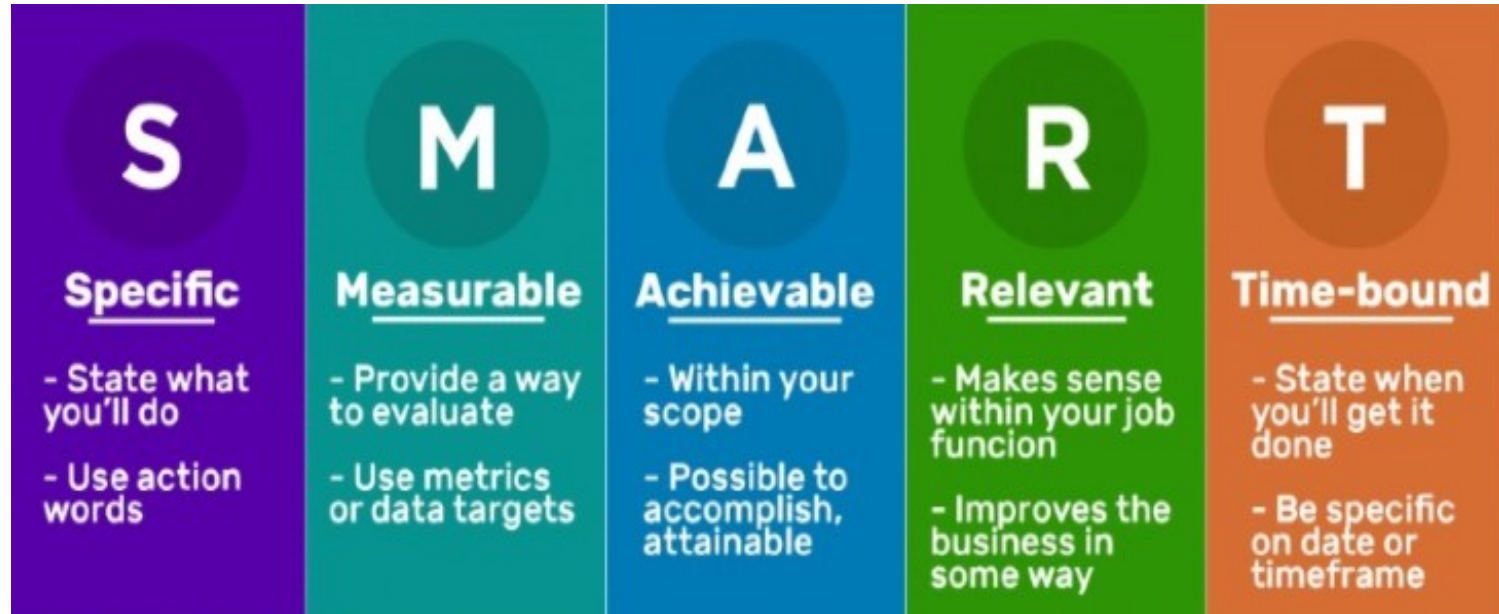 S
Specific
- State what
you'll do
- Use action
words
M
Measurable
- Provide a way
to evaluate
- Use metrics
or data targets
A
Achievable
- Within your
scope
- Possible to
accomplish,
attainable
R
Relevant
- Makes sense
within your job
funcion
- Improves the
business in
some way
T
Time-bound
- State when
you'll get it
done
- Be specific
on date or
timeframe